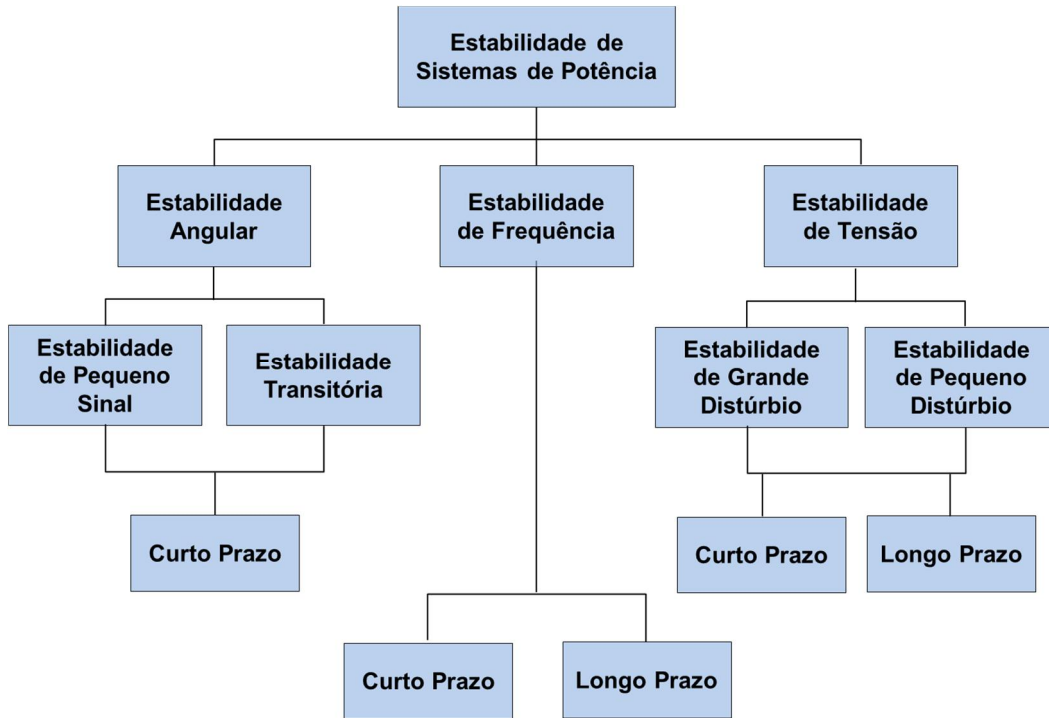 Estabilidade de
Sistemas de Potência
Estabilidade
Angular
Estabilidade
de Frequência
Estabilidade
de Tensão
Estabilidade
de Pequeno
Sinal
Estabilidade
Transitória
Estabilidade
de Grande
Distúrbio
Estabilidade
de Pequeno
Distúrbio
Curto Prazo
Curto Prazo
Longo Prazo
Curto Prazo
Longo Prazo